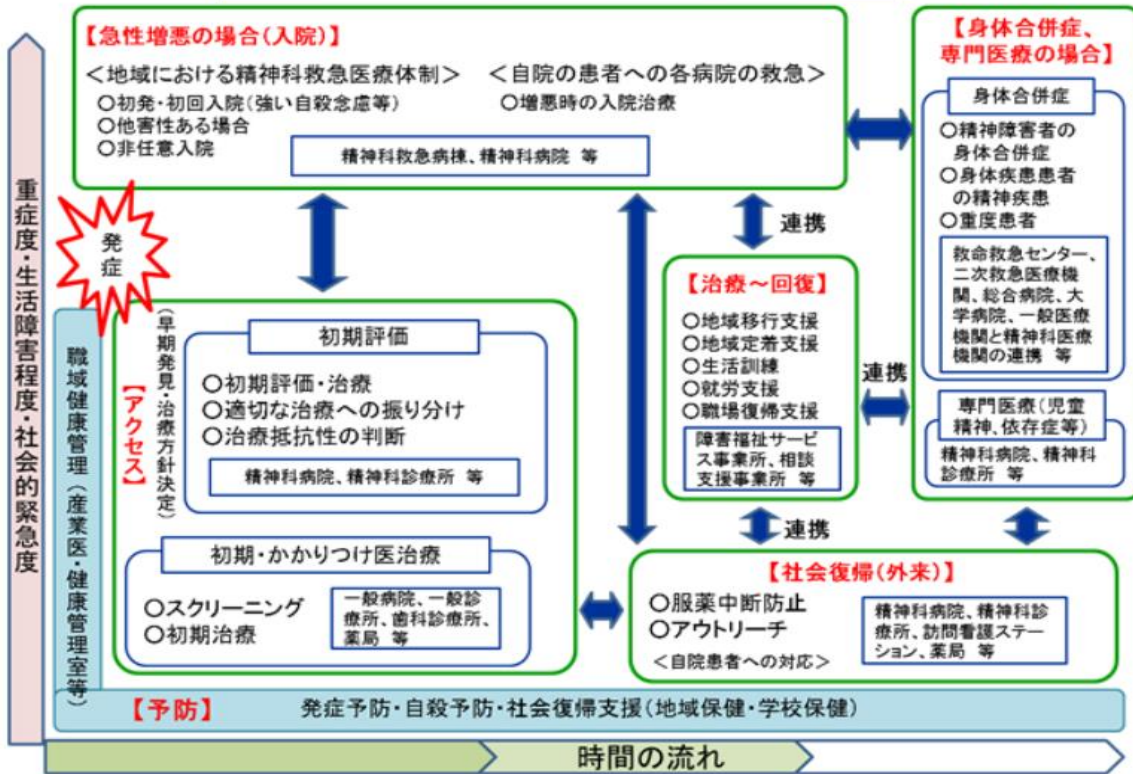 【急性増悪の場合(入院)】
<地域における精神科救急医療体制>
○初発・初回入院(強い自殺念慮等)
○他害性ある場合
○非任意入院
<自院の患者への各病院の救急>
○増悪時の入院治療
精神科救急病棟、精神科病院 等
【身体合併症、
専門医療の場合】
身体合併症
○精神障害者の
身体合併症
○身体疾患患者
の精神疾患
○重度患者
救命救急センター、
二次救急医療機
関、総合病院、大
学病院、一般医療
機関と精神科医療
機関の連携 等
専門医療(児童
精神、依存症等)
精神科病院、精神科
診療所 等
重症度・生活障害程度・社会的緊急度
発症
職域健康管理(産業医・健康管理室等)
【アクセス】
(早期発見・治療方針決定)
初期評価
○初期評価・治療
○適切な治療への振り分け
○治療抵抗性の判断
精神科病院、精神科診療所 等
初期・かかりつけ医治療
○スクリーニング
○初期治療
一般病院、一般診
療所、歯科診療所、
薬局 等
連携
【治療～回復】
○地域移行支援
○地域定着支援
○生活訓練
○就労支援
○職場復帰支援
障害福祉サービ
ス事業所、相談
支援事業所 等
連携
連携
【社会復帰(外来)】
○服薬中断防止
○アウトリーチ
<自院患者への対応>
精神科病院、精神科診
療所、訪問看護ステー
ション、薬局 等
【予防】 発症予防・自殺予防・社会復帰支援(地域保健・学校保健)
時間の流れ